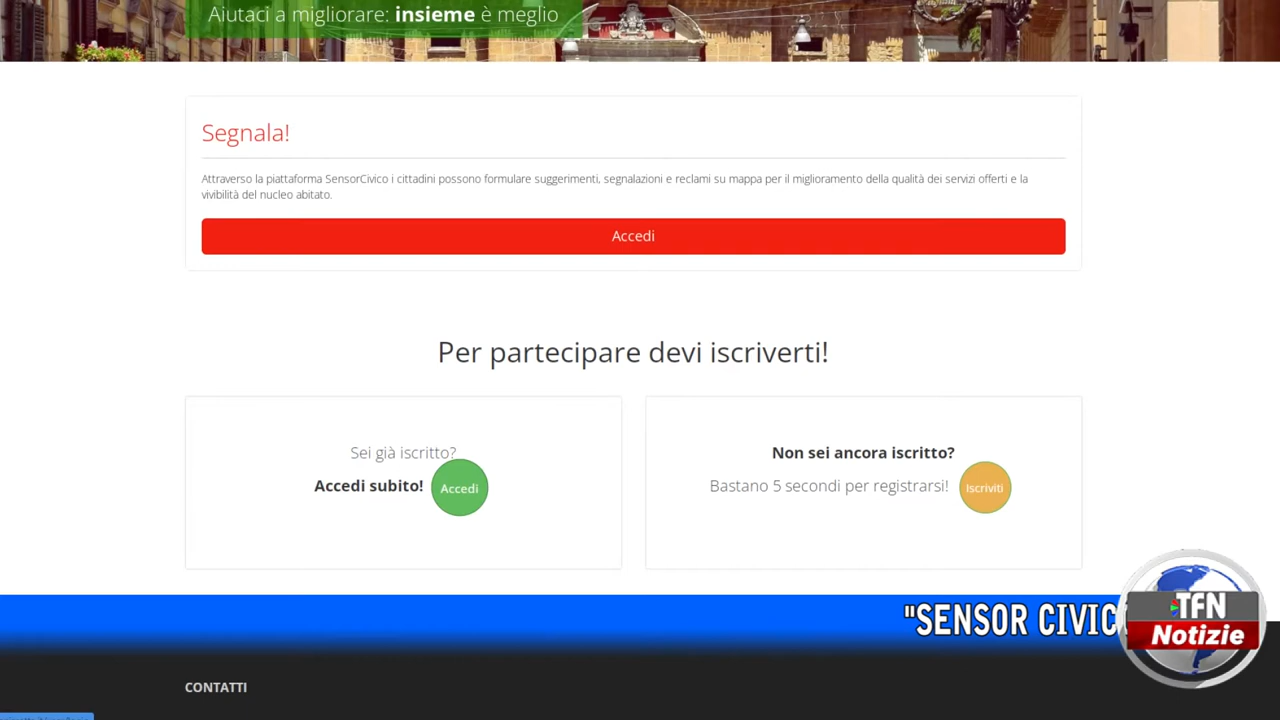 Aiutaci a migliorare: insieme è meglio
Segnala!
Attraverso la piattaforma SensorCivico i cittadini possono formulare suggerimenti, segnalazioni e reclami su mappa per il miglioramento della qualità dei servizi offerti e la
vivibilità del nucleo abitato.
Accedi
Per partecipare devi iscriverti!
Sei già iscritto?
Accedi subito! Accedi
Non sei ancora iscritto?
Bastano 5 secondi per registrarsi! Iscriviti
"SENSOR CIVIC
TFN
Notizie
CONTATTI